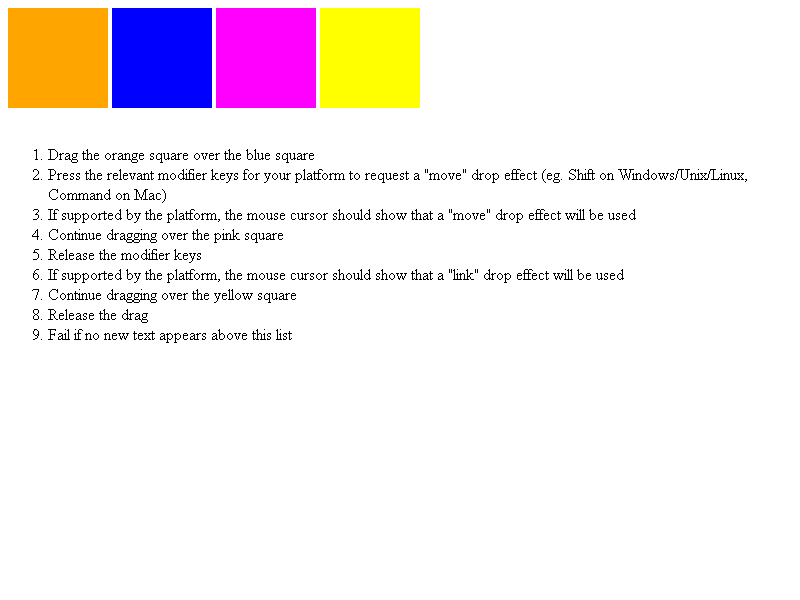 1. Drag the orange square over the blue square
2. Press the relevant modifier keys for your platform to request a "move" drop effect (eg. Shift on Windows/Unix/Linux,
Command on Mac)
3. If supported by the platform, the mouse cursor should show that a "move" drop effect will be used
4. Continue dragging over the pink square
5. Release the modifier keys
6. If supported by the platform, the mouse cursor should show that a "link" drop effect will be used
7. Continue dragging over the yellow square
8. Release the drag
9. Fail if no new text appears above this list